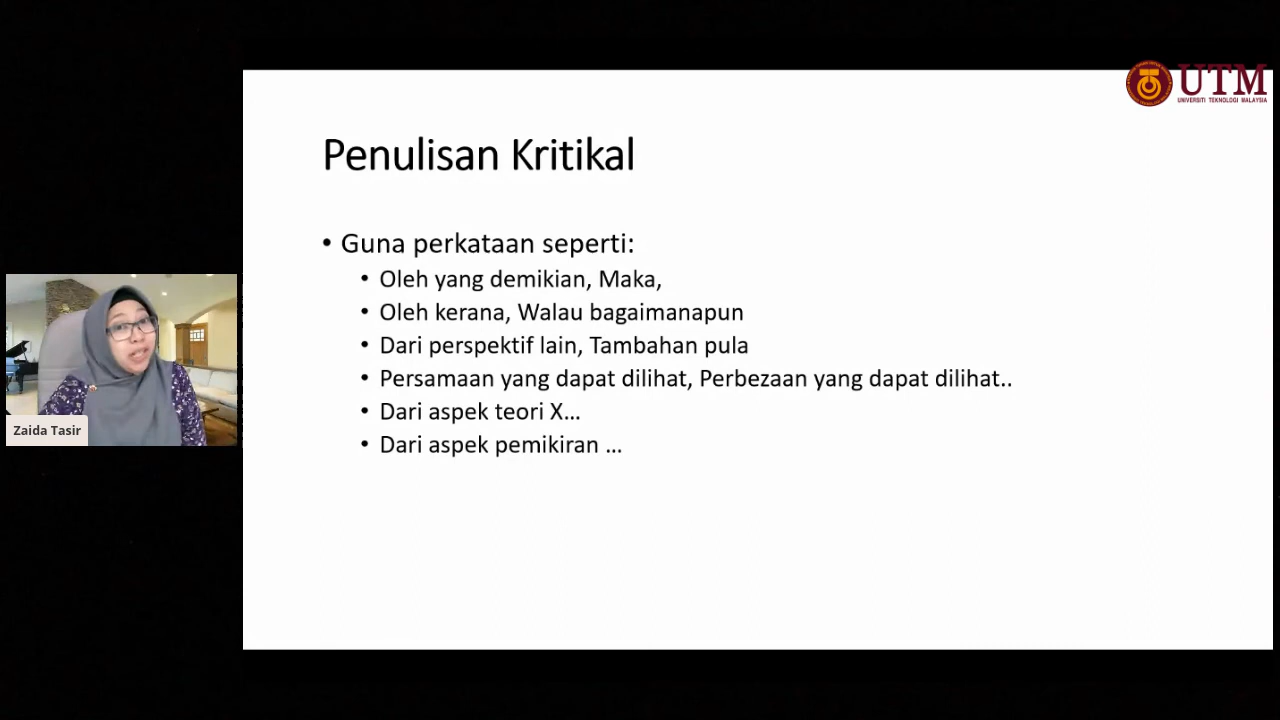 UTM
UNIVERSITI TEKNOLOGI MALAYSIA
Penulisan Kritikal
• Guna perkataan seperti:
• Oleh yang demikian, Maka,
• Oleh kerana, Walau bagaimanapun
• Dari perspektif lain, Tambahan pula
• Persamaan yang dapat dilihat, Perbezaan yang dapat dilihat..
• Dari aspek teori X...
• Dari aspek pemikiran ...
Zaida Tasir